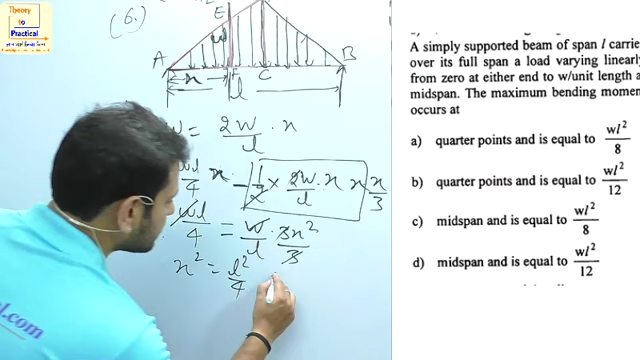 Theory
to
Practical
(6.)
E
A
B
x
F
C
l
= 2w/l · x
wl/4 x - 1/2 × 2w/l · x × x/3
wl/4 = w/l · 3x²/3
x² = l²/4
al.com
A simply supported beam of span l carrie
over its full span a load varying linearly
from zero at either end to w/unit length a
midspan. The maximum bending momen
occurs at
a) quarter points and is equal to wl²/8
b) quarter points and is equal to wl²/12
c) midspan and is equal to wl²/8
d) midspan and is equal to wl²/12